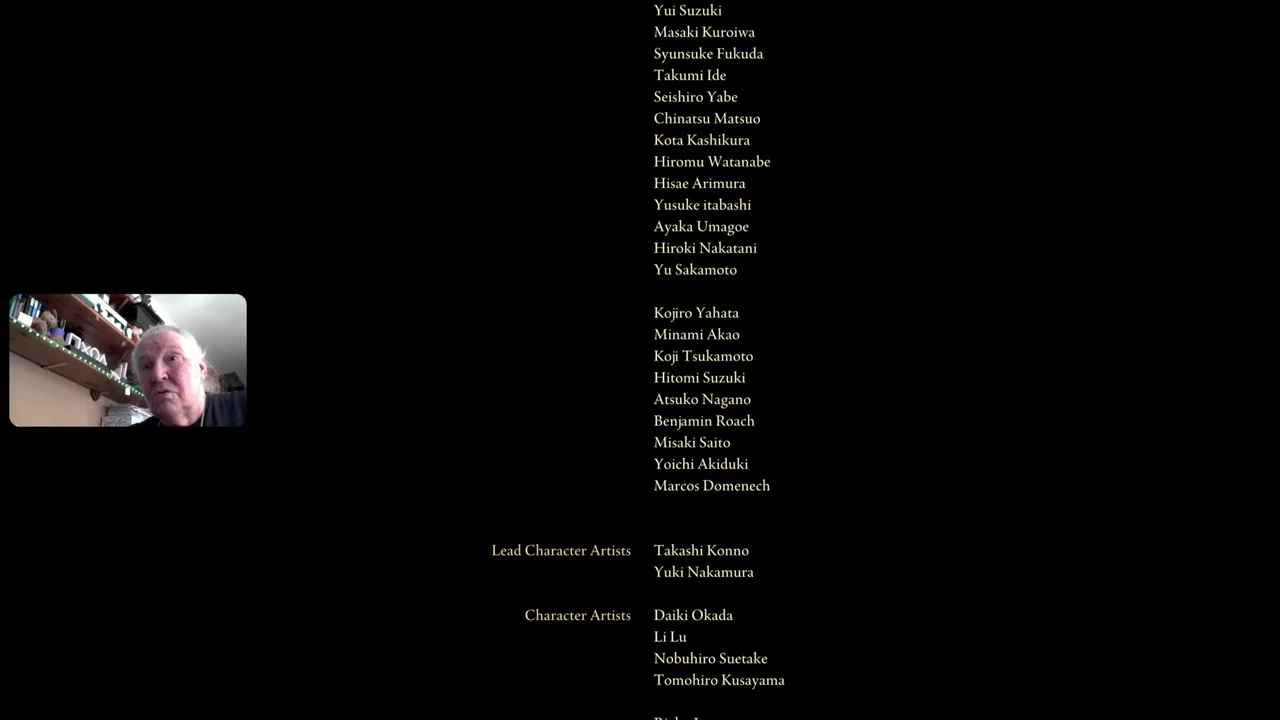 Yui Suzuki
Masaki Kuroiwa
Syunsuke Fukuda
Takumi Ide
Seishiro Yabe
Chinatsu Matsuo
Kota Kashikura
Hiromu Watanabe
Hisae Arimura
Yusuke itabashi
Ayaka Umagoe
Hiroki Nakatani
Yu Sakamoto
Kojiro Yahata
Minami Akao
Koji Tsukamoto
Hitomi Suzuki
Atsuko Nagano
Benjamin Roach
Misaki Saito
Yoichi Akiduki
Marcos Domenech
Lead Character Artists Takashi Konno
Yuki Nakamura
Character Artists Daiki Okada
Li Lu
Nobuhiro Suetake
Tomohiro Kusayama